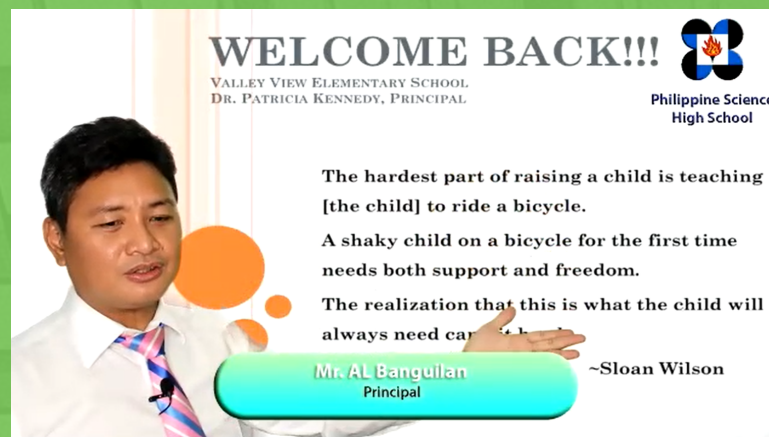 WELCOME BACK!!!
VALLEY VIEW ELEMENTARY SCHOOL
DR. PATRICIA KENNEDY, PRINCIPAL
Philippine Science
High School
The hardest part of raising a child is teaching
[the child] to ride a bicycle.
A shaky child on a bicycle for the first time
needs both support and freedom.
The realization that this is what the child will
always need can
~Sloan Wilson
Mr. AL Banguilan
Principal